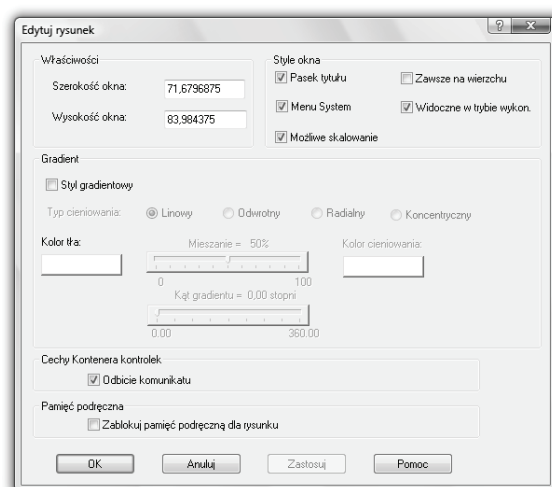 Edytuj rysunek
Właściwości
Szerokość okna: 71,6796875
Wysokość okna: 83,984375
Style okna
Pasek tytułu
Zawsze na wierzchu
Menu System
Widoczne w trybie wykon.
Możliwe skalowanie
Gradient
Styl gradientowy
Typ cieniowania: Linowy Odwrotny Radialny Koncentryczny
Kolor tła:
Mieszanie = 50%
Kolor cieniowania:
0 100
Kąt gradientu = 0,00 stopni
0.00 360.00
Cechy Kontenera kontrolek
Odbicie komunikatu
Pamięć podręczna
Zablokuj pamięć podręczną dla rysunku
OK Anuluj Zastosuj Pomoc